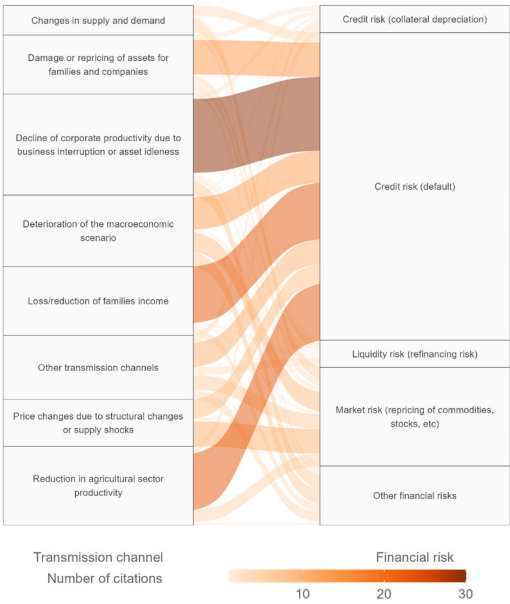 Changes in supply and demand
Damage or repricing of assets for
families and companies
Decline of corporate productivity due to
business interruption or asset idleness
Deterioration of the macroeconomic
scenario
Loss/reduction of families income
Other transmission channels
Price changes due to structural changes
or supply shocks
Reduction in agricultural sector
productivity
Credit risk (collateral depreciation)
Credit risk (default)
Liquidity risk (refinancing risk)
Market risk (repricing of commodities,
stocks, etc)
Other financial risks
Transmission channel
Financial risk
Number of citations
10
20
30